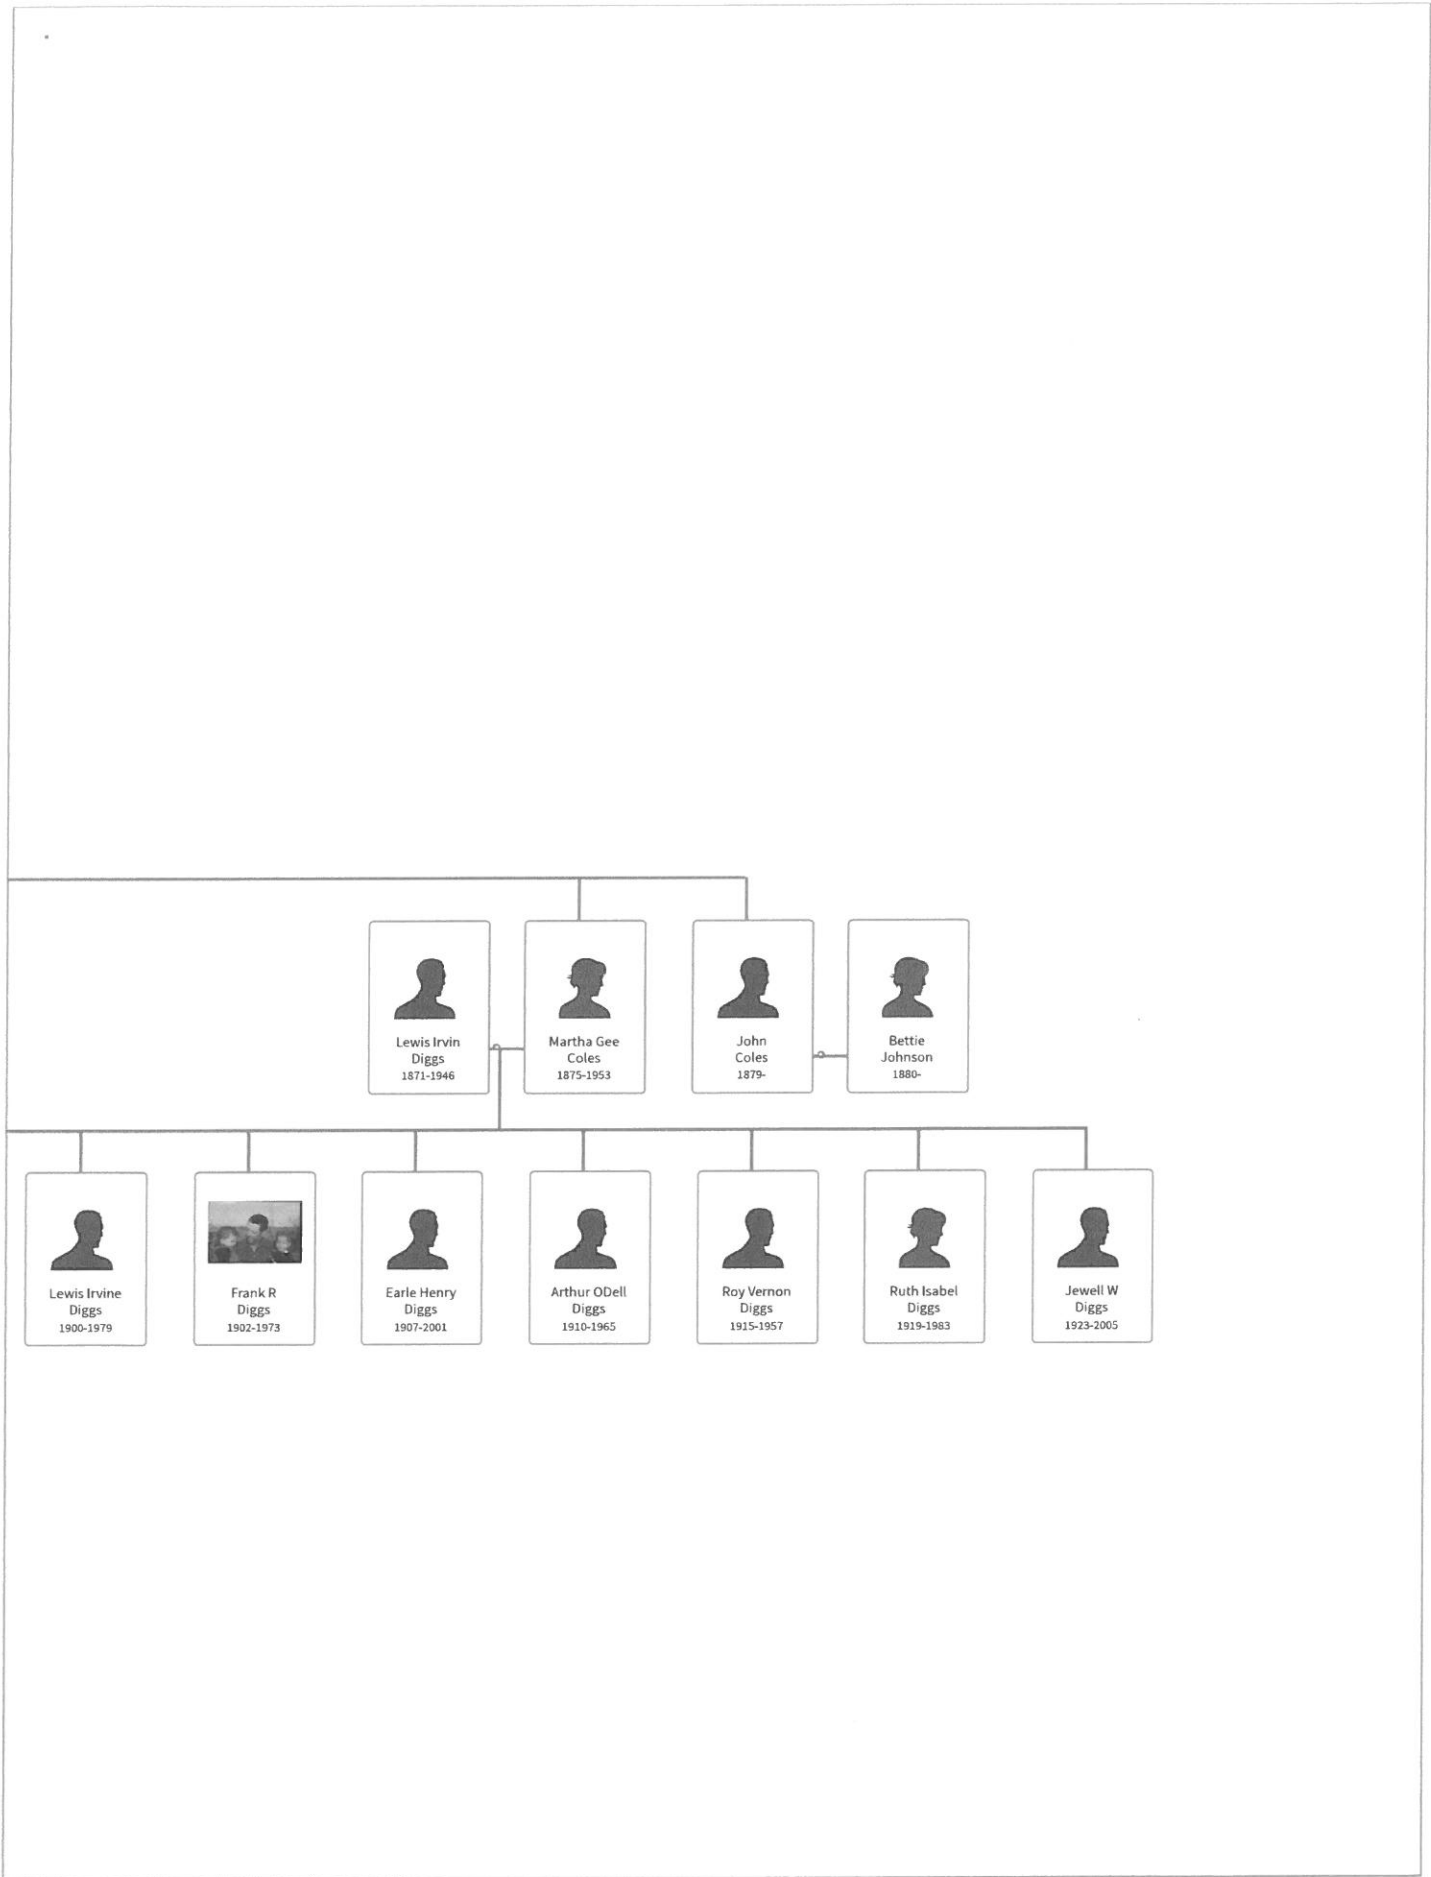 Lewis Irvin
Diggs
1871-1946
Martha Gee
Coles
1875-1953
John
Coles
1879-
Bettie
Johnson
1880-
Lewis Irvine
Diggs
1900-1979
Frank R
Diggs
1902-1973
Earle Henry
Diggs
1907-2001
Arthur ODell
Diggs
1910-1965
Roy Vernon
Diggs
1915-1957
Ruth Isabel
Diggs
1919-1983
Jewell W
Diggs
1923-2005